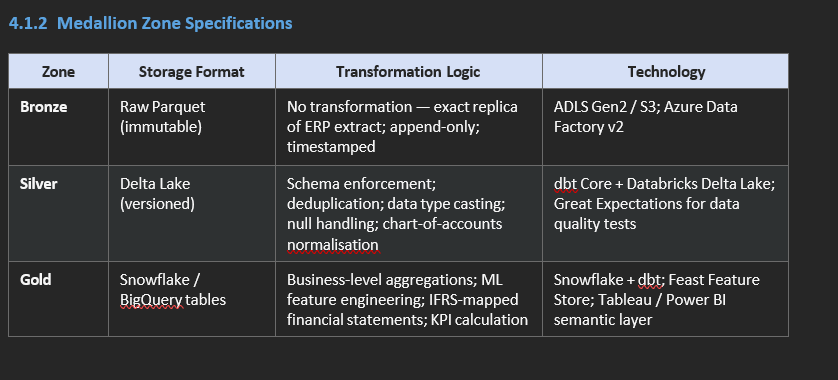 4.1.2 Medallion Zone Specifications
Zone
Storage Format
Transformation Logic
Technology
Bronze
Raw Parquet
(immutable)
No transformation — exact replica
of ERP extract; append-only;
timestamped
ADLS Gen2 / S3; Azure Data
Factory v2
Silver
Delta Lake
(versioned)
Schema enforcement;
deduplication; data type casting;
null handling; chart-of-accounts
normalisation
dbt Core + Databricks Delta Lake;
Great Expectations for data
quality tests
Gold
Snowflake /
BigQuery tables
Business-level aggregations; ML
feature engineering; IFRS-mapped
financial statements; KPI calculation
Snowflake + dbt; Feast Feature
Store; Tableau / Power BI
semantic layer